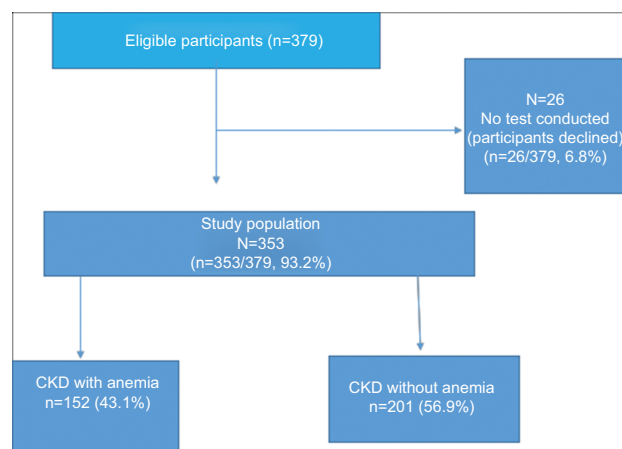 Eligible participants (n=379)
N=26
No test conducted
(participants declined)
(n=26/379, 6.8%)
Study population
N=353
(n=353/379, 93.2%)
CKD with anemia
n=152 (43.1%)
CKD without anemia
n=201 (56.9%)